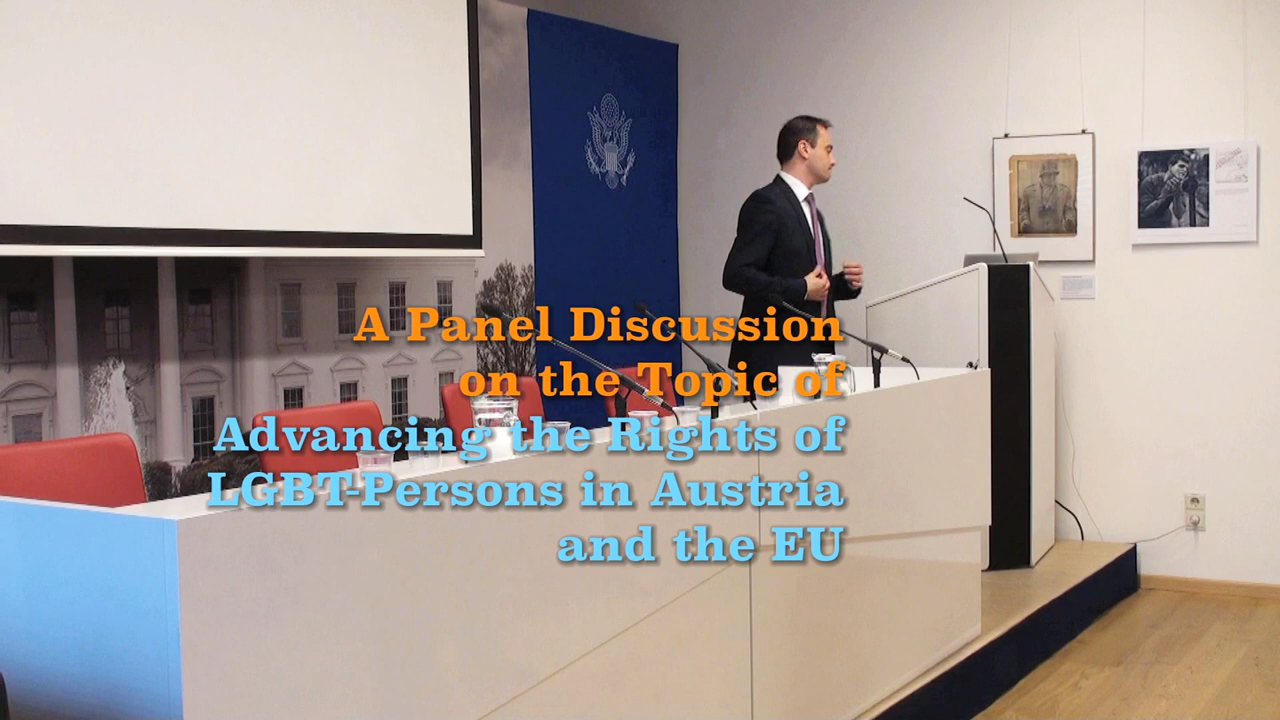 A Panel Discussion
on the Topic of
Advancing the Rights of
LGBT-Persons in Austria
and the EU